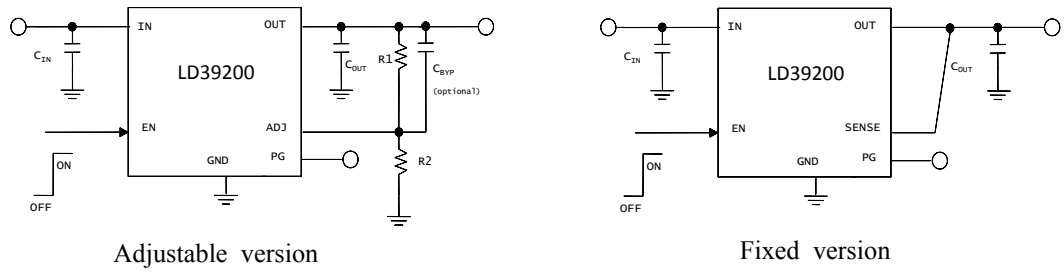 IN
OUT
C_IN
LD39200
C_OUT
R1
C_BYP
(optional)
EN
ADJ
GND
PG
R2
ON
OFF
Adjustable version
IN
OUT
C_IN
LD39200
C_OUT
EN
SENSE
GND
PG
ON
OFF
Fixed version